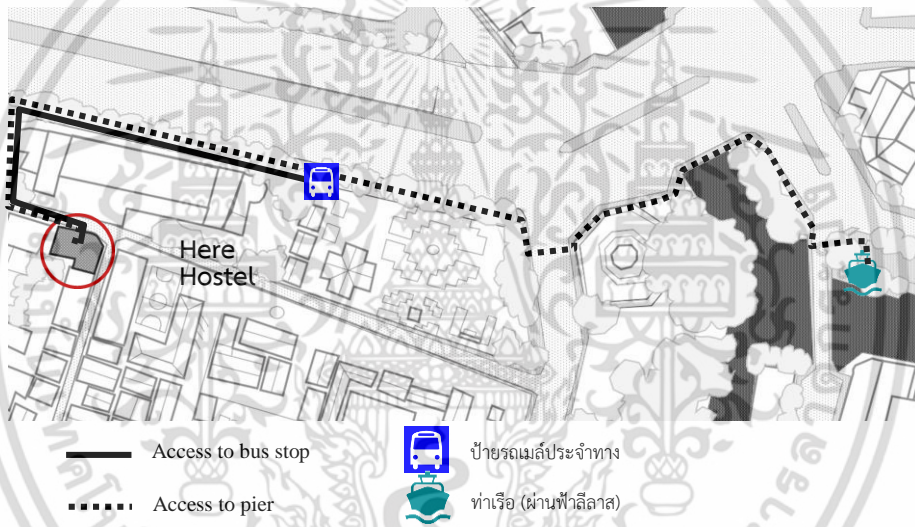 Here
Hostel
Access to bus stop
ป้ายรถเมล์ประจำทาง
Access to pier
ท่าเรือ (ผ่านฟ้าลีลาส)